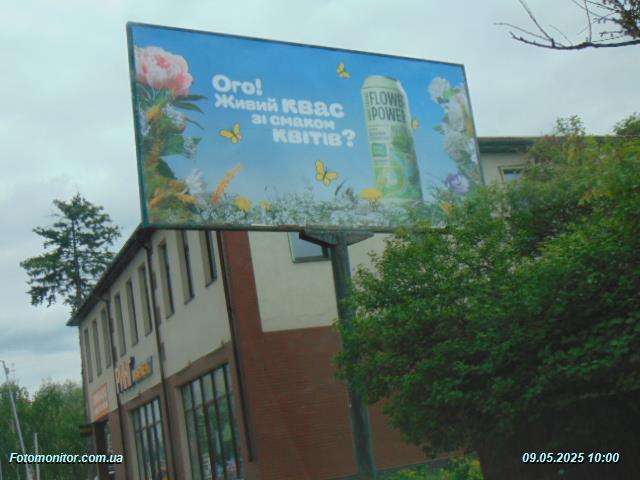 Ого!
Живий квас
зі смаком
квітів?
FLOWER
POWER
Fotomonitor.com.ua
09.05.2025 10:00